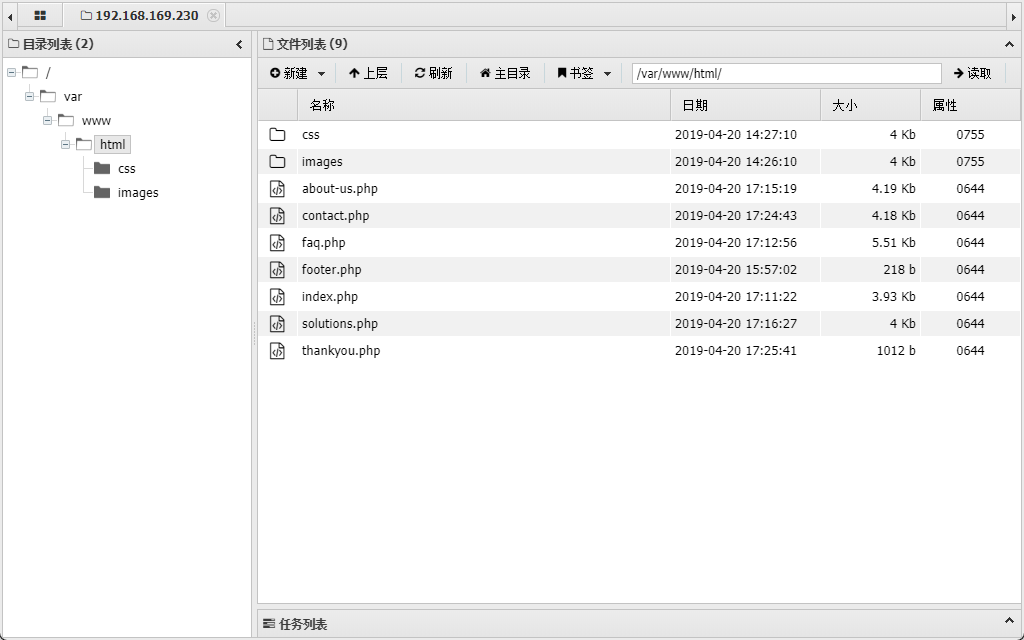 192.168.169.230
目录列表 (2)
/
var
www
html
css
images
文件列表 (9)
新建 上层 刷新 主目录 书签 /var/www/html/ 读取
名称 日期 大小 属性
css 2019-04-20 14:27:10 4 Kb 0755
images 2019-04-20 14:26:10 4 Kb 0755
about-us.php 2019-04-20 17:15:19 4.19 Kb 0644
contact.php 2019-04-20 17:24:43 4.18 Kb 0644
faq.php 2019-04-20 17:12:56 5.51 Kb 0644
footer.php 2019-04-20 15:57:02 218 b 0644
index.php 2019-04-20 17:11:22 3.93 Kb 0644
solutions.php 2019-04-20 17:16:27 4 Kb 0644
thankyou.php 2019-04-20 17:25:41 1012 b 0644
任务列表